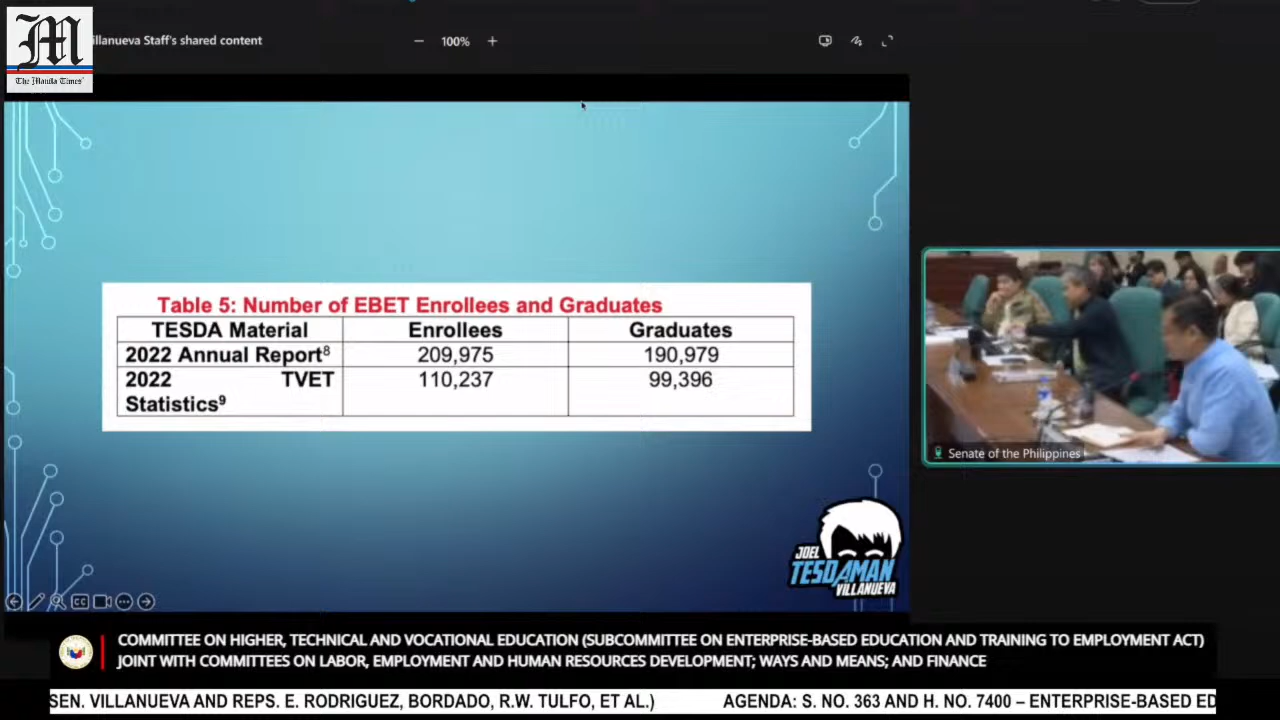 M
The Manila Times
illanueva Staff's shared content
100%
Table 5: Number of EBET Enrollees and Graduates
TESDA Material Enrollees Graduates
2022 Annual Report⁸ 209,975 190,979
2022 TVET 110,237 99,396
Statistics⁹
Senate of the Philippines
JOEL
TESDAMAN
VILLANUEVA
CC
COMMITTEE ON HIGHER, TECHNICAL AND VOCATIONAL EDUCATION (SUBCOMMITTEE ON ENTERPRISE-BASED EDUCATION AND TRAINING TO EMPLOYMENT ACT)
JOINT WITH COMMITTEES ON LABOR, EMPLOYMENT AND HUMAN RESOURCES DEVELOPMENT; WAYS AND MEANS; AND FINANCE
SEN. VILLANUEVA AND REPS. E. RODRIGUEZ, BORDADO, R.W. TULFO, ET AL.) AGENDA: S. NO. 363 AND H. NO. 7400 – ENTERPRISE-BASED ED